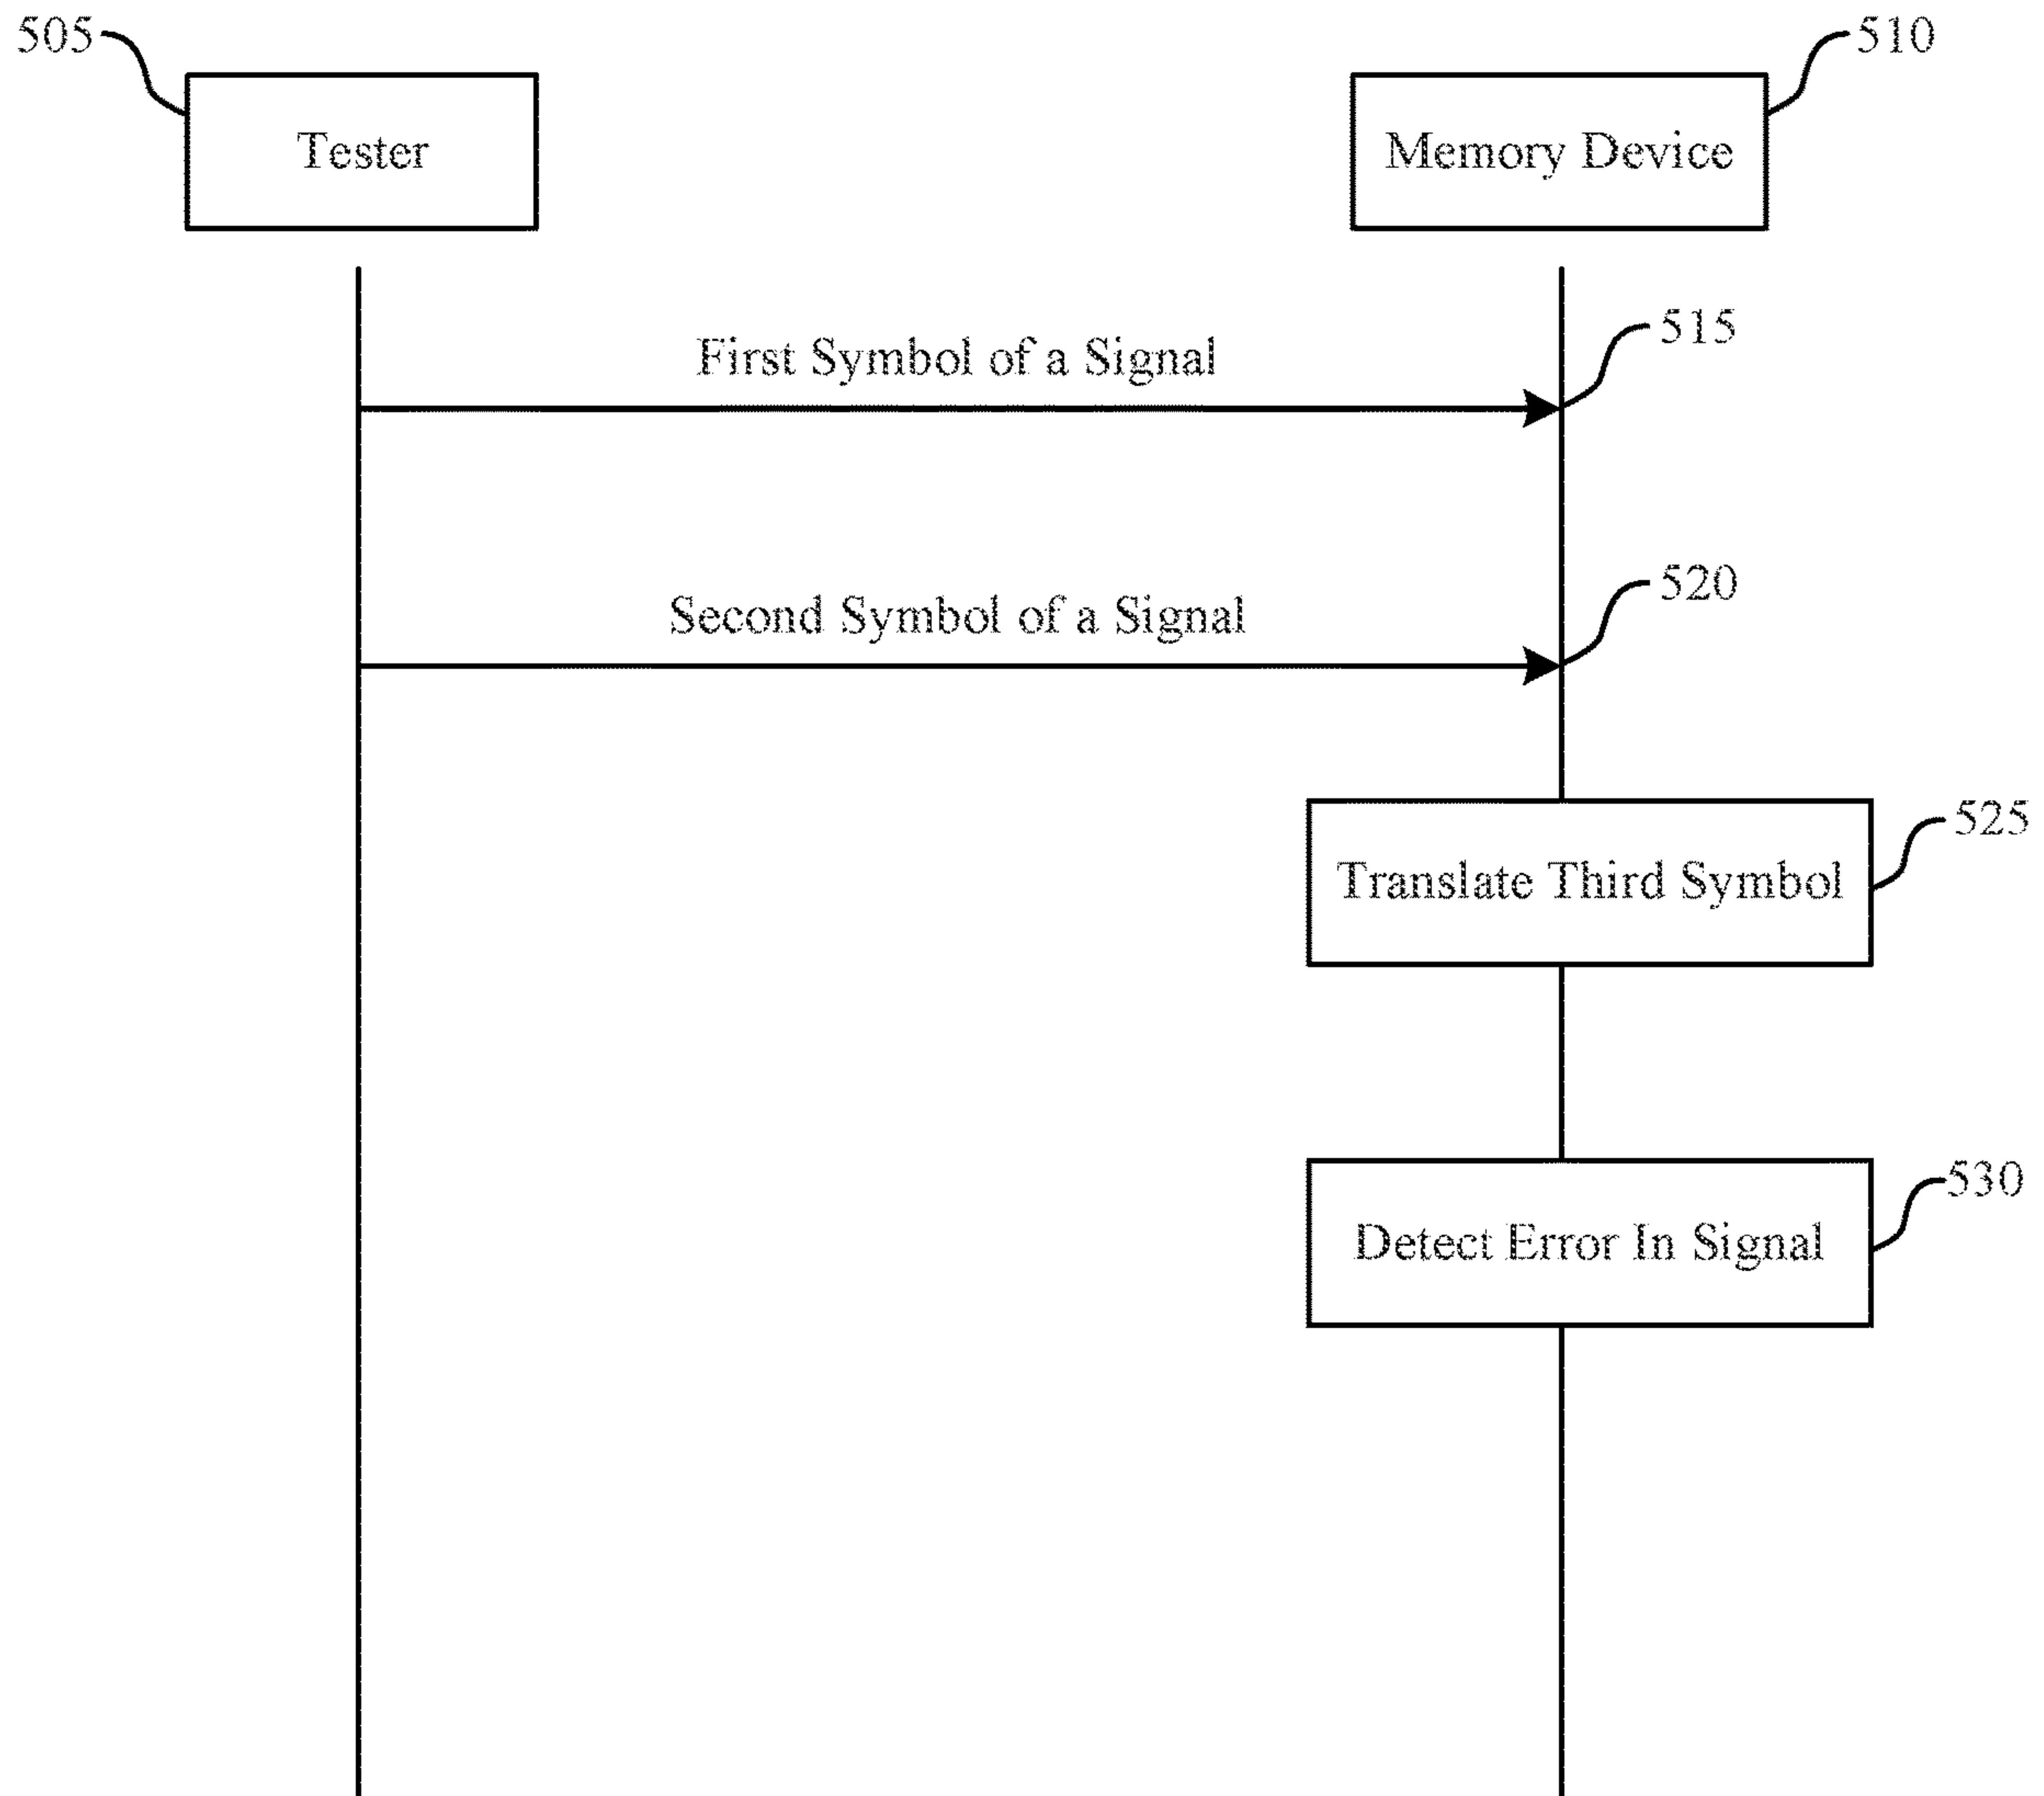 505
510
Tester
Memory Device
515
First Symbol of a Signal
520
Second Symbol of a Signal
525
Translate Third Symbol
530
Detect Error In Signal